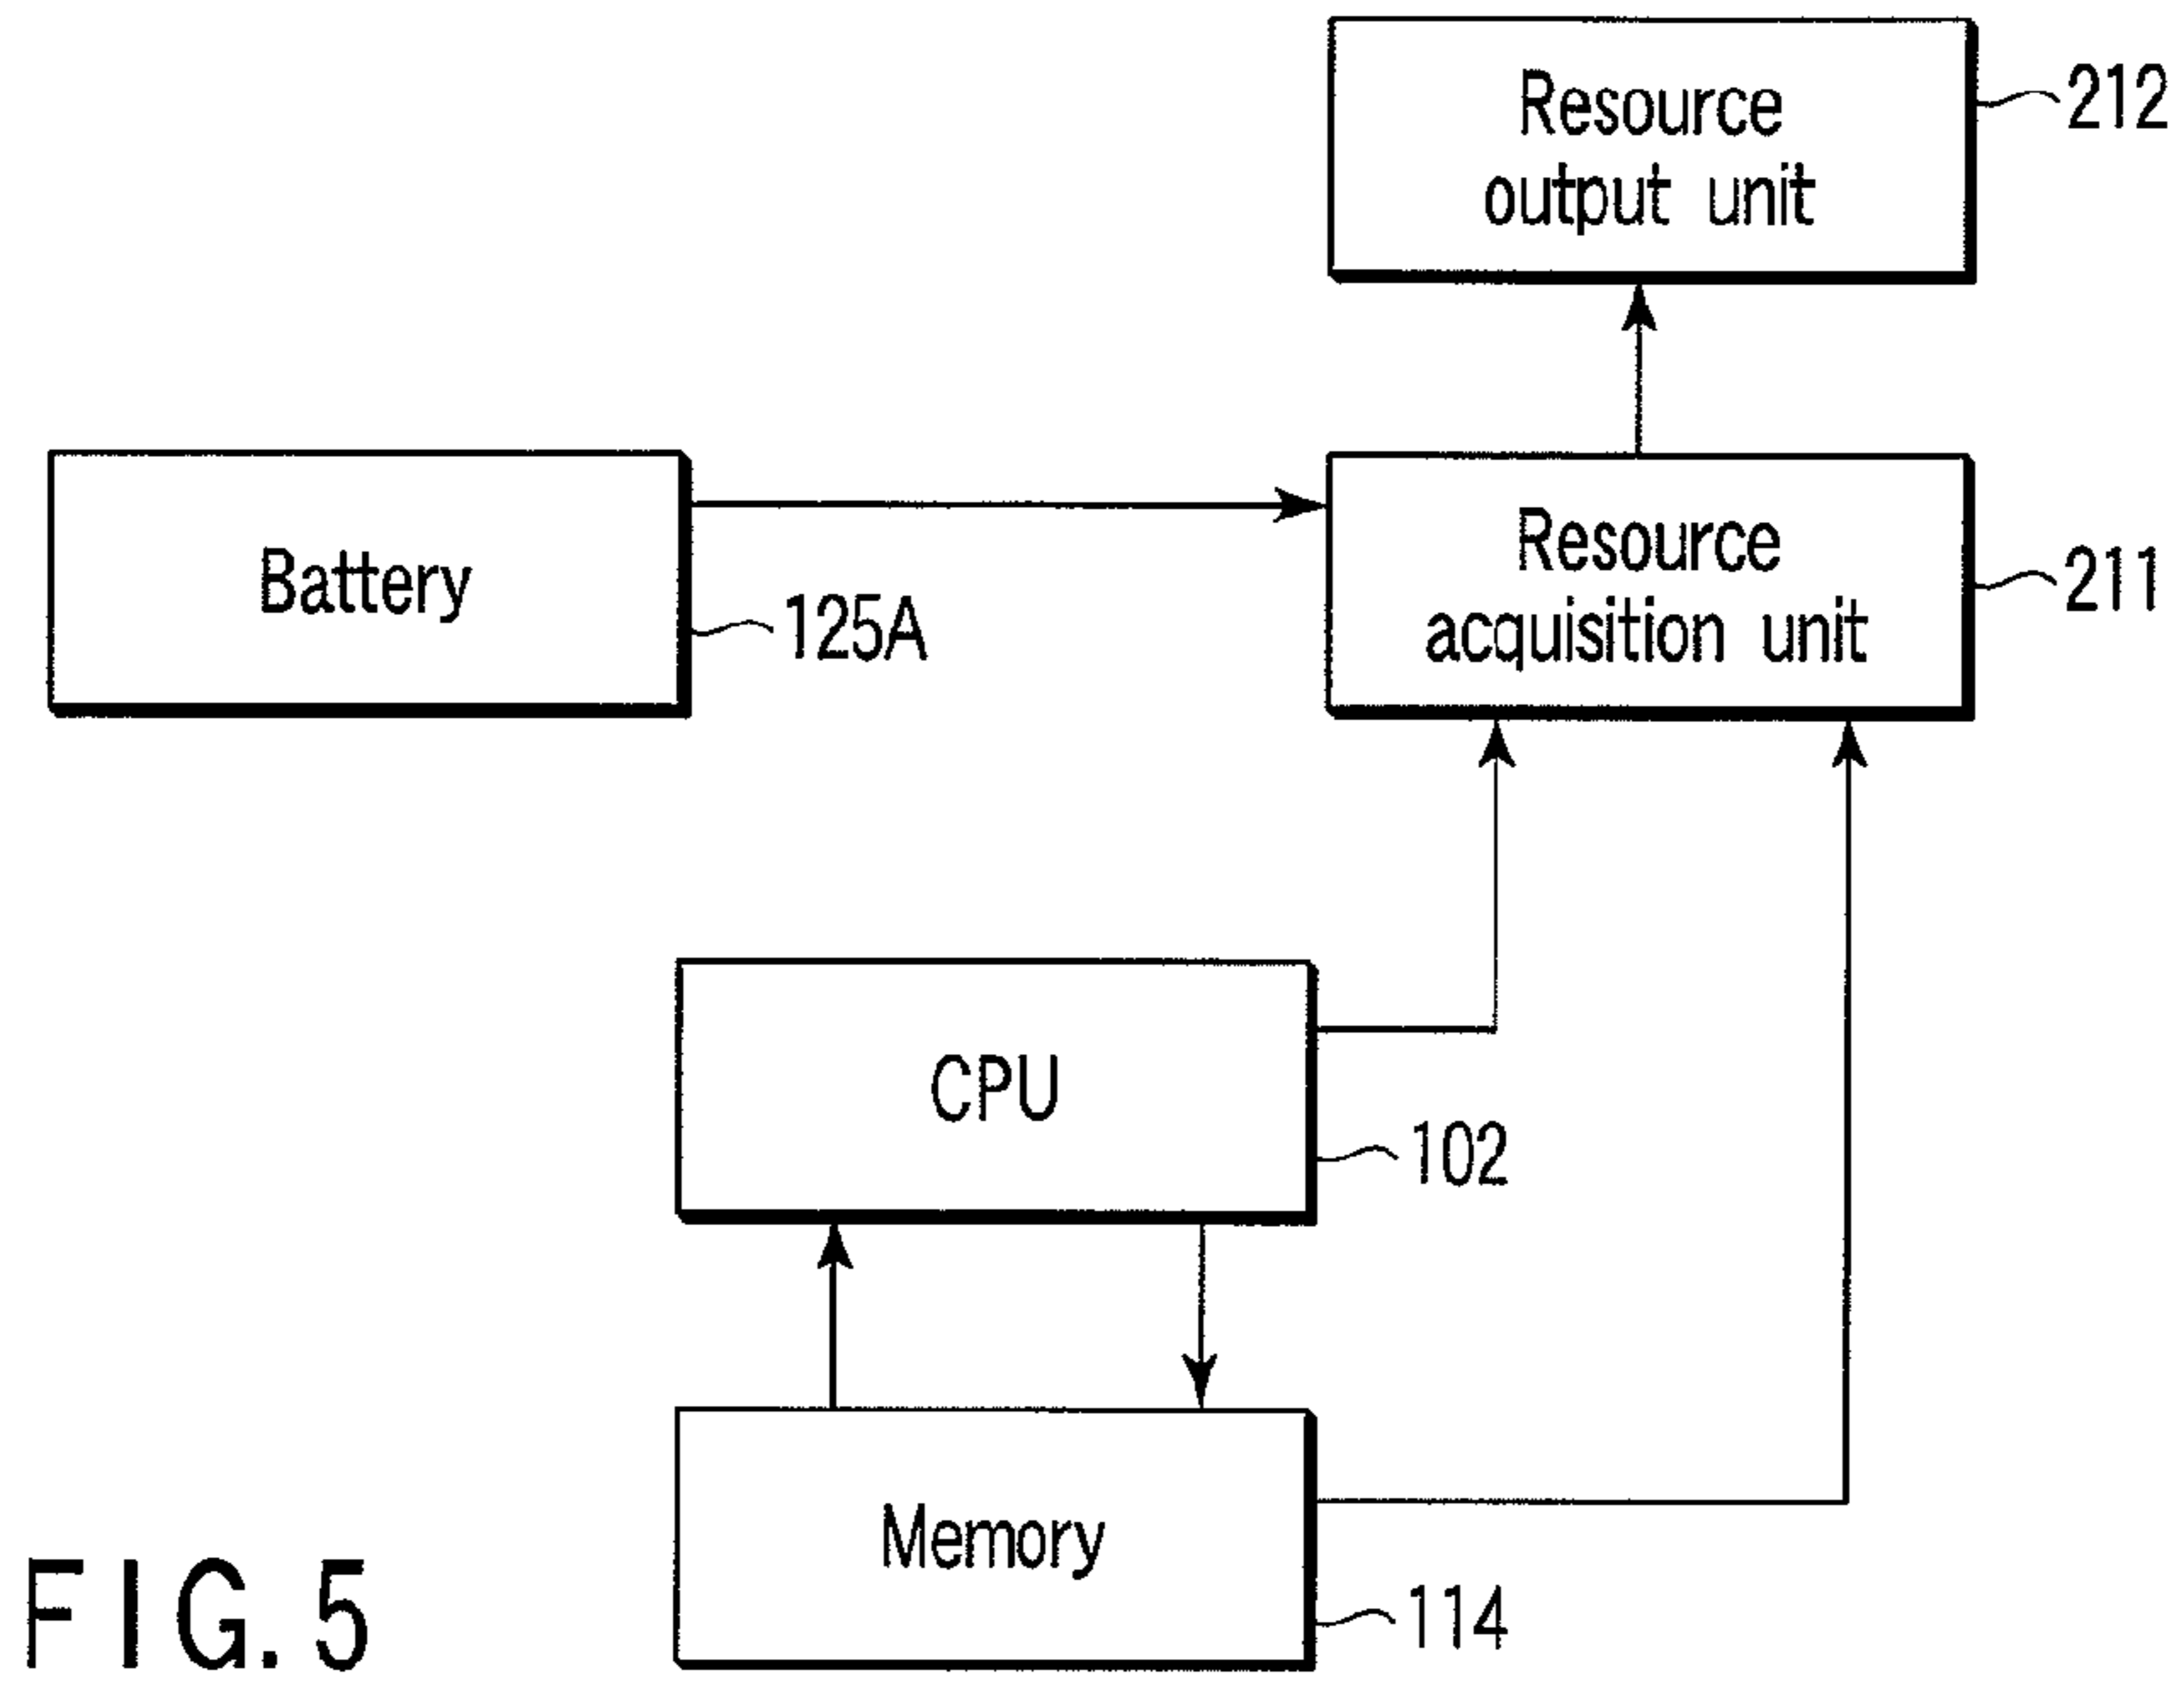 Resource
output unit
212
Battery
125A
Resource
acquisition unit
211
CPU
102
Memory
114
FIG. 5